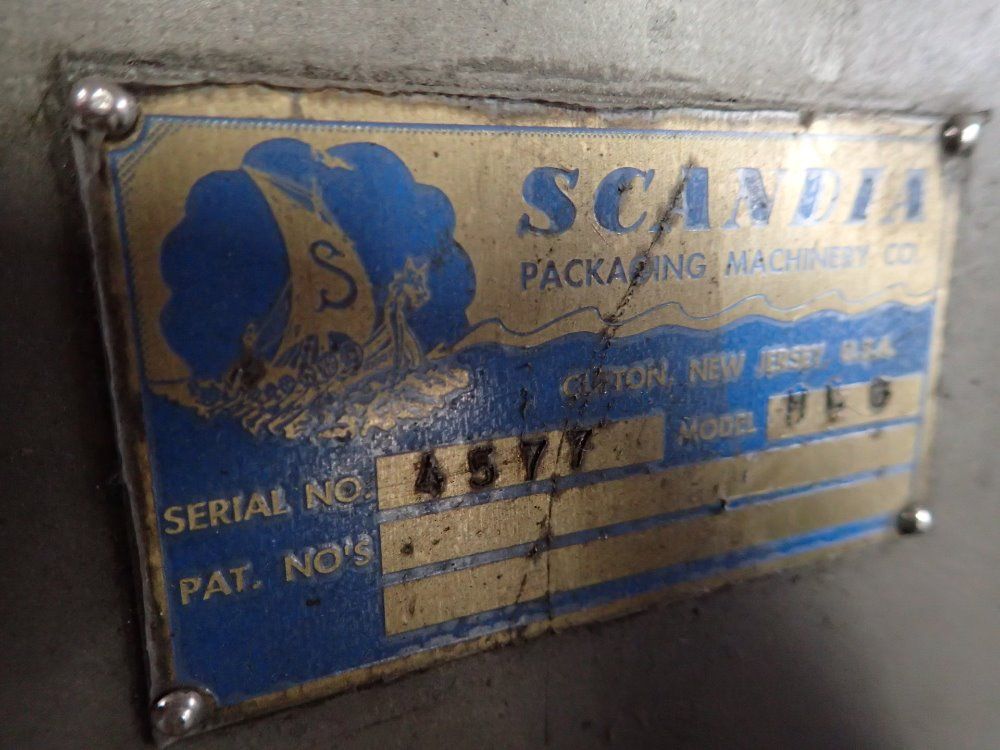 S
SCANDIA
PACKAGING MACHINERY CO.
CLIFTON, NEW JERSEY, U.S.A.
SERIAL NO. 4577 MODEL
PAT. NO'S